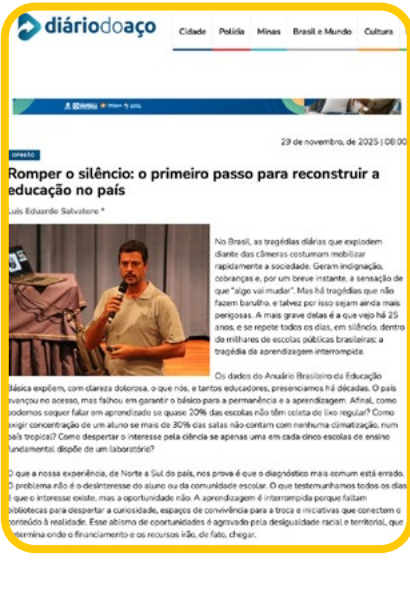 diáriodoaço
Cidade Polícia Minas Brasil e Mundo Cultura
29 de novembro, de 2025 | 08:00
OPINIÃO
Romper o silêncio: o primeiro passo para reconstruir a
educação no país
Luis Eduardo Salvatore *
No Brasil, as tragédias diárias que explodem
diante das câmeras costumam mobilizar
rapidamente a sociedade. Geram indignação,
cobranças e, por um breve instante, a sensação de
que "algo vai mudar". Mas há tragédias que não
fazem barulho, e talvez por isso sejam ainda mais
perigosas. A mais grave delas é a que vejo há 25
anos, e se repete todos os dias, em silêncio, dentro
de milhares de escolas públicas brasileiras: a
tragédia da aprendizagem interrompida.
Os dados do Anuário Brasileiro da Educação
Básica expõem, com clareza dolorosa, o que nós, e tantos educadores, presenciamos há décadas. O país
avançou no acesso, mas falhou em garantir o básico para a permanência e a aprendizagem. Afinal, como
podemos sequer falar em aprendizado se quase 20% das escolas não têm coleta de lixo regular? Como
exigir concentração de um aluno se mais de 30% das salas não contam com nenhuma climatização, num
país tropical? Como despertar o interesse pela ciência se apenas uma em cada cinco escolas de ensino
fundamental dispõe de um laboratório?
O que a nossa experiência, de Norte a Sul do país, nos prova é que o diagnóstico mais comum está errado.
O problema não é o desinteresse do aluno ou da comunidade escolar. O que testemunhamos todos os dias
é que o interesse existe, mas a oportunidade não. A aprendizagem é interrompida porque faltam
bibliotecas para despertar a curiosidade, espaços de convivência para a troca e iniciativas que conectem o
conteúdo à realidade. Esse abismo de oportunidades é agravado pela desigualdade racial e territorial, que
determina onde o financiamento e os recursos irão, de fato, chegar.